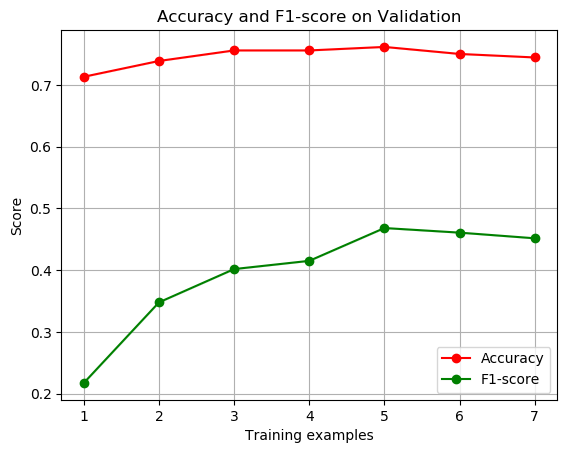 Accuracy and F1-score on Validation
Score
0.7
0.6
0.5
0.4
0.3
0.2
Accuracy
F1-score
1 2 3 4 5 6 7
Training examples